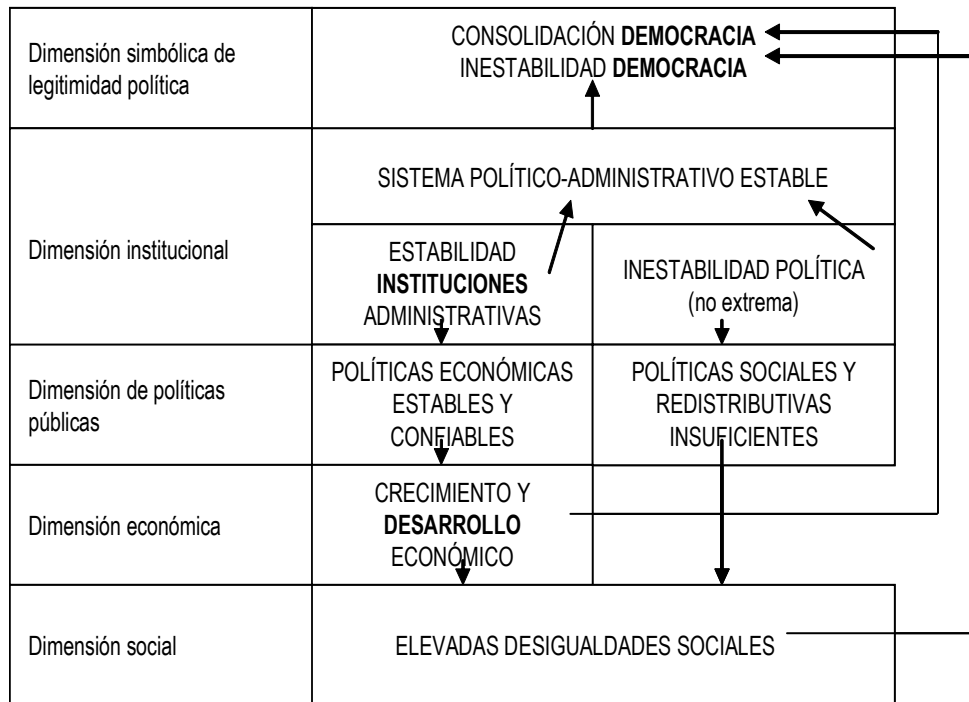 Dimensión simbólica de
legitimidad política
CONSOLIDACIÓN DEMOCRACIA
INESTABILIDAD DEMOCRACIA
Dimensión institucional
SISTEMA POLÍTICO-ADMINISTRATIVO ESTABLE
ESTABILIDAD
INSTITUCIONES
ADMINISTRATIVAS
INESTABILIDAD POLÍTICA
(no extrema)
Dimensión de políticas
públicas
POLÍTICAS ECONÓMICAS
ESTABLES Y
CONFIABLES
POLÍTICAS SOCIALES Y
REDISTRIBUTIVAS
INSUFICIENTES
Dimensión económica
CRECIMIENTO Y
DESARROLLO
ECONÓMICO
Dimensión social
ELEVADAS DESIGUALDADES SOCIALES